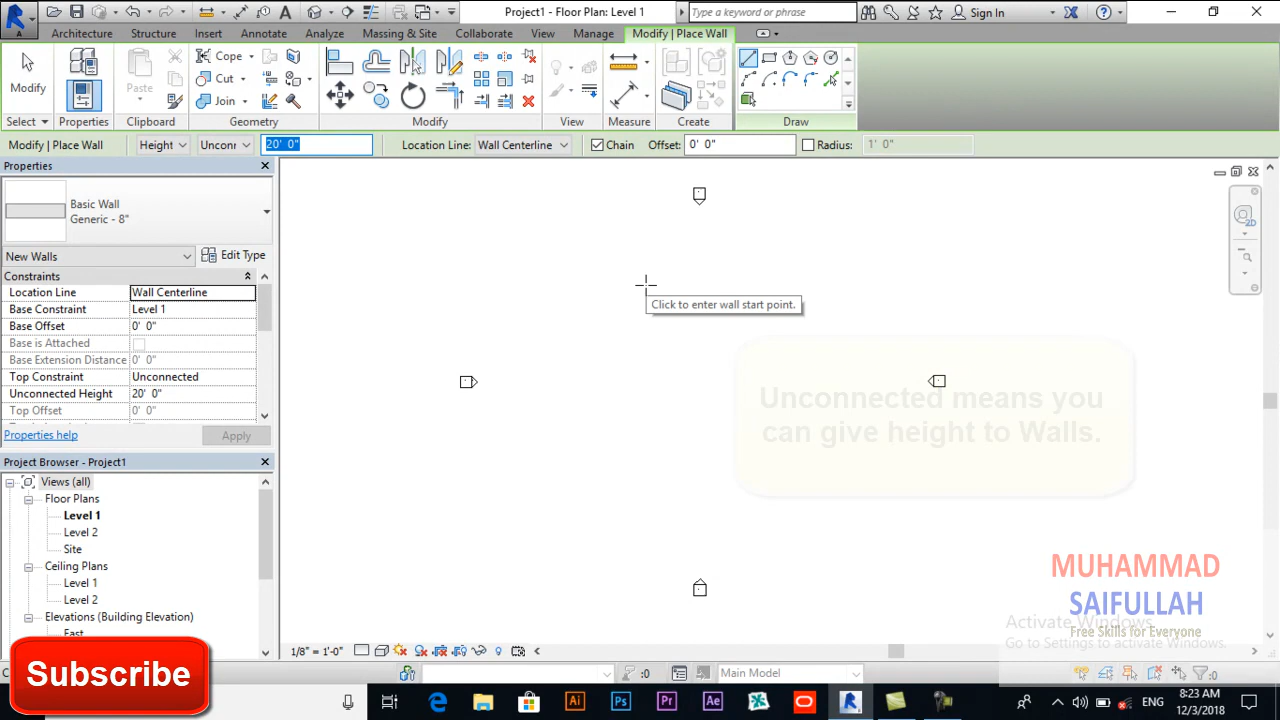 Project1 - Floor Plan: Level 1
Type a keyword or phrase
Sign In
Architecture Structure Insert Annotate Analyze Massing & Site Collaborate View Manage Modify | Place Wall
Modify
Paste
Cope
Cut
Join
Select Properties Clipboard Geometry Modify View Measure Create Draw
Modify | Place Wall Height Unconr 20' 0" Location Line: Wall Centerline Chain Offset: 0' 0" Radius: 1' 0"
Properties
Basic Wall
Generic - 8"
New Walls Edit Type
Constraints
Location Line Wall Centerline
Base Constraint Level 1
Base Offset 0' 0"
Base is Attached
Base Extension Distance 0' 0"
Top Constraint Unconnected
Unconnected Height 20' 0"
Top Offset 0' 0"
Properties help Apply
Project Browser - Project1
Views (all)
Floor Plans
Level 1
Level 2
Site
Ceiling Plans
Level 1
Level 2
Elevations (Building Elevation)
East
Click to enter wall start point.
2D
Unconnected means you
can give height to Walls.
MUHAMMAD
SAIFULLAH
Free Skills for Everyone
Activate Windows
Go to Settings to activate Windows.
Subscribe
1/8" = 1'-0"
:0 Main Model :0
Ai Ps Pr Ae
ENG
8:23 AM
12/3/2018